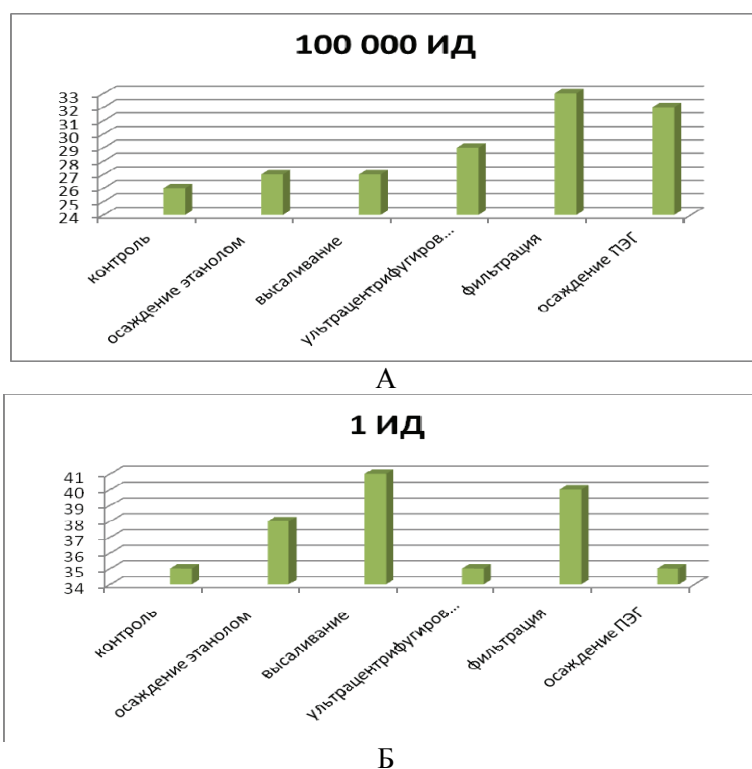 100 000 ИД
33
32
31
30
29
28
27
26
25
24
контроль
осаждение этанолом
высаливание
ультрацентрифугиров...
фильтрация
осаждение ПЭГ
А
1 ИД
41
40
39
38
37
36
35
34
контроль
осаждение этанолом
высаливание
ультрацентрифугиров...
фильтрация
осаждение ПЭГ
Б